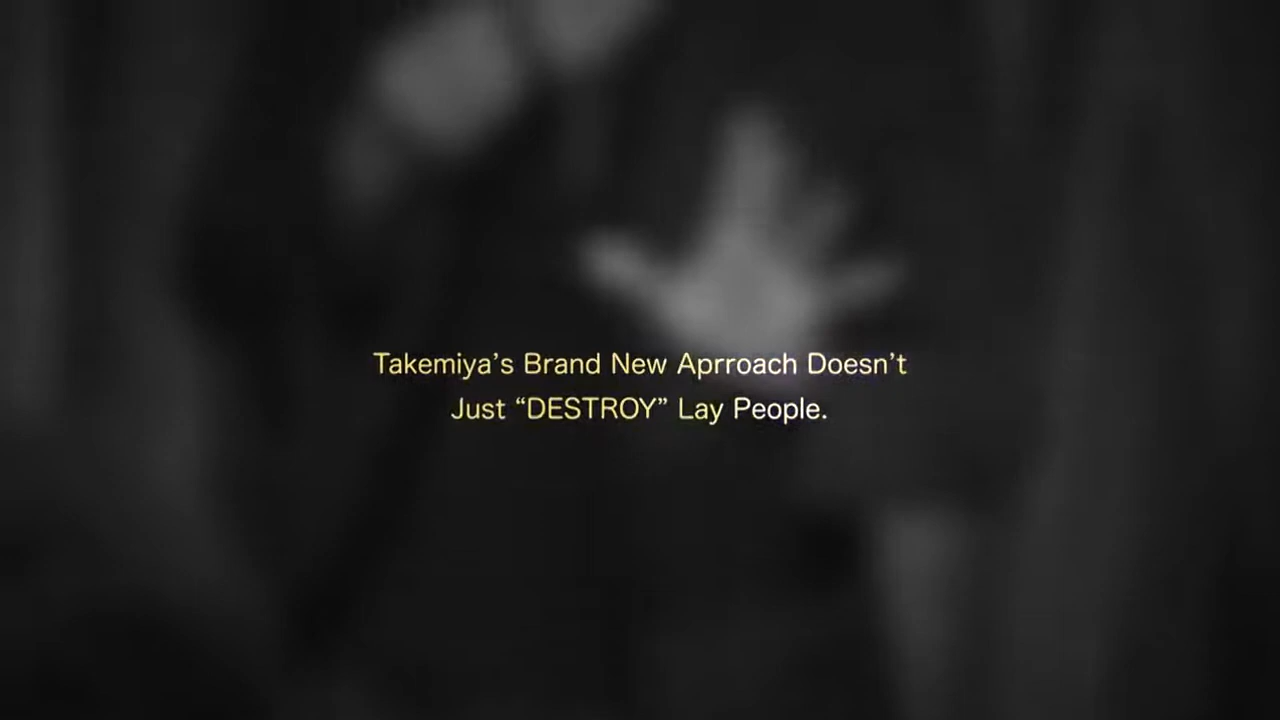 Takemiya’s Brand New Aprroach Doesn’t
Just “DESTROY” Lay People.